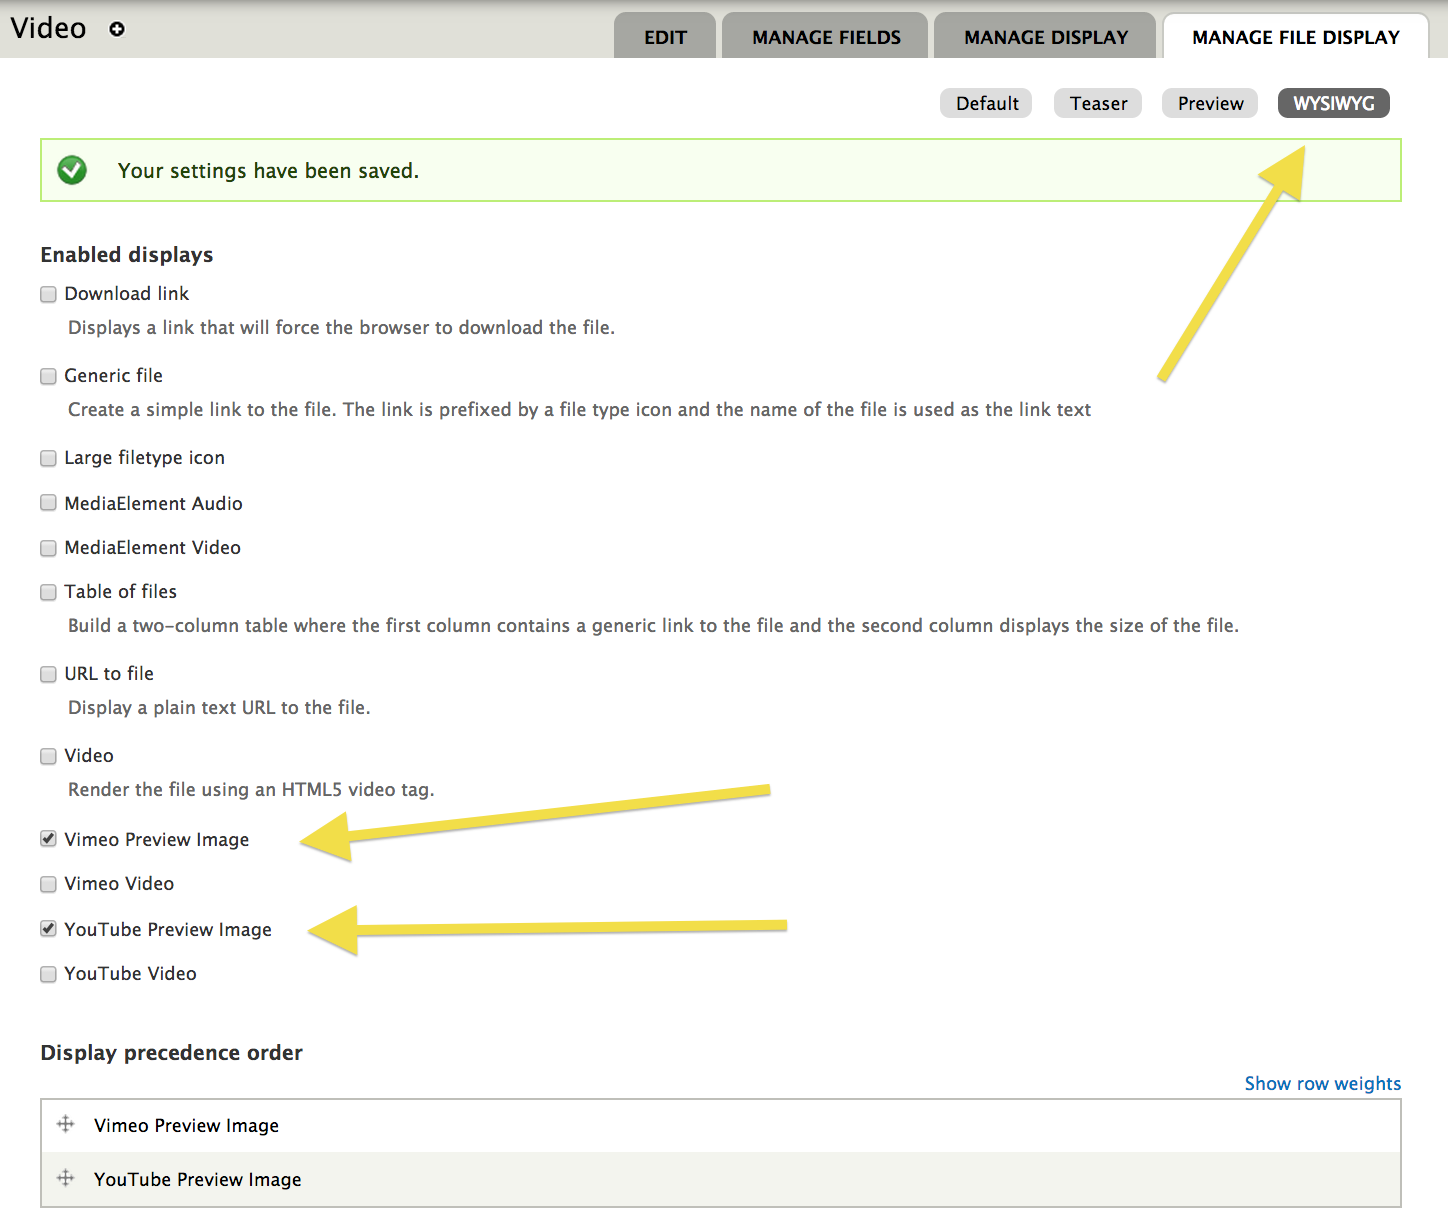 Video
EDIT
MANAGE FIELDS
MANAGE DISPLAY
MANAGE FILE DISPLAY
Default
Teaser
Preview
WYSIWYG
Your settings have been saved.
Enabled displays
Download link
Displays a link that will force the browser to download the file.
Generic file
Create a simple link to the file. The link is prefixed by a file type icon and the name of the file is used as the link text
Large filetype icon
MediaElement Audio
MediaElement Video
Table of files
Build a two-column table where the first column contains a generic link to the file and the second column displays the size of the file.
URL to file
Display a plain text URL to the file.
Video
Render the file using an HTML5 video tag.
Vimeo Preview Image
Vimeo Video
YouTube Preview Image
YouTube Video
Display precedence order
Show row weights
Vimeo Preview Image
YouTube Preview Image